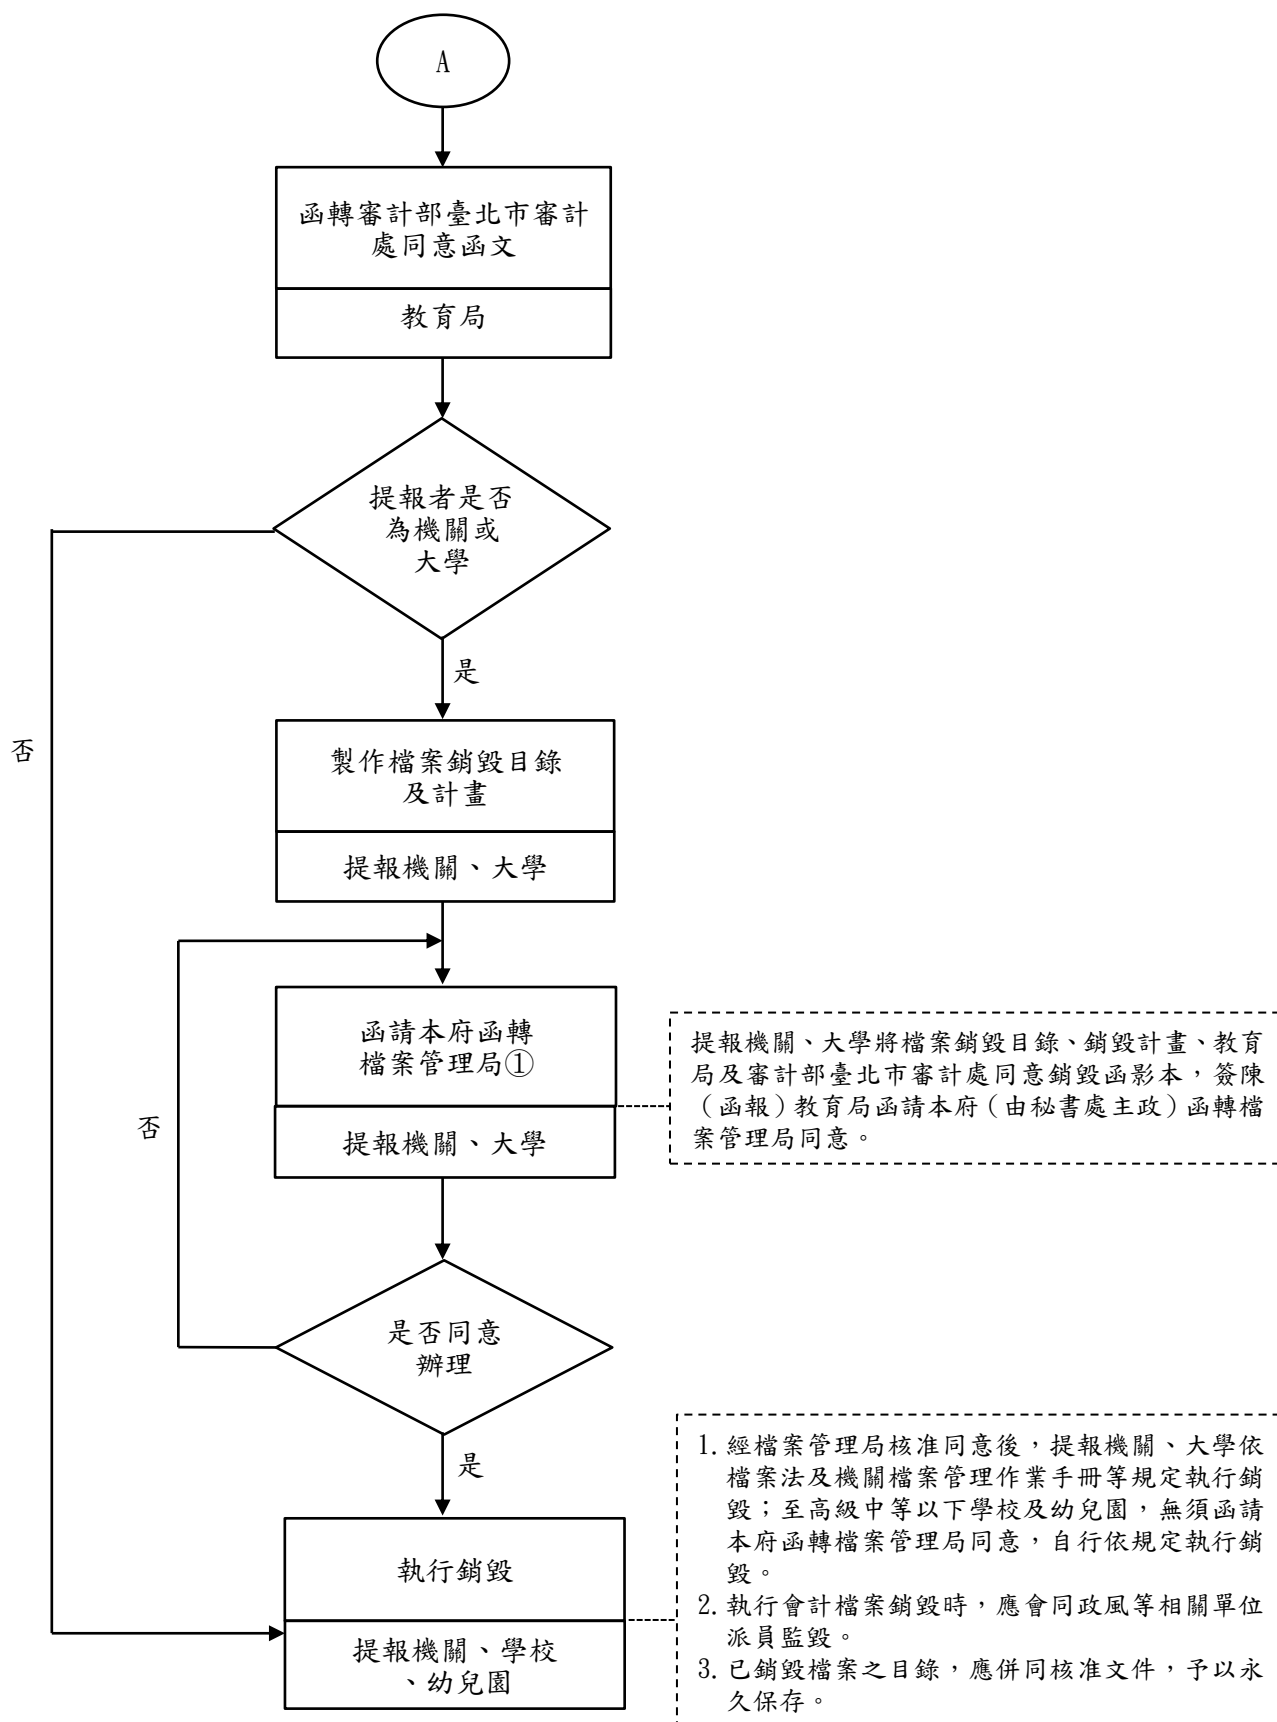 A
函轉審計部臺北市審計
處同意函文
教育局
提報者是否
為機關或
大學
是
否
製作檔案銷毀目錄
及計畫
提報機關、大學
函請本府函轉
檔案管理局①
提報機關、大學
提報機關、大學將檔案銷毀目錄、銷毀計畫、教育
局及審計部臺北市審計處同意銷毀函影本，簽陳
（函報）教育局函請本府（由秘書處主政）函轉檔
案管理局同意。
否
是否同意
辦理
是
執行銷毀
提報機關、學校
、幼兒園
1. 經檔案管理局核准同意後，提報機關、大學依
檔案法及機關檔案管理作業手冊等規定執行銷
毀；至高級中等以下學校及幼兒園，無須函請
本府函轉檔案管理局同意，自行依規定執行銷
毀。
2. 執行會計檔案銷毀時，應會同政風等相關單位
派員監毀。
3. 已銷毀檔案之目錄，應併同核准文件，予以永
久保存。